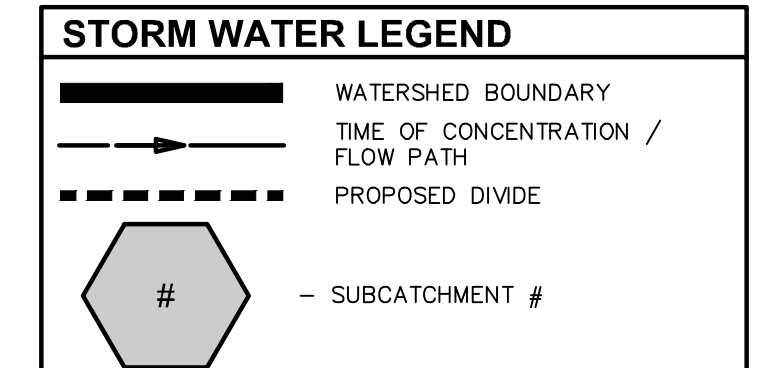 STORM WATER LEGEND
WATERSHED BOUNDARY
TIME OF CONCENTRATION /
FLOW PATH
PROPOSED DIVIDE
# - SUBCATCHMENT #